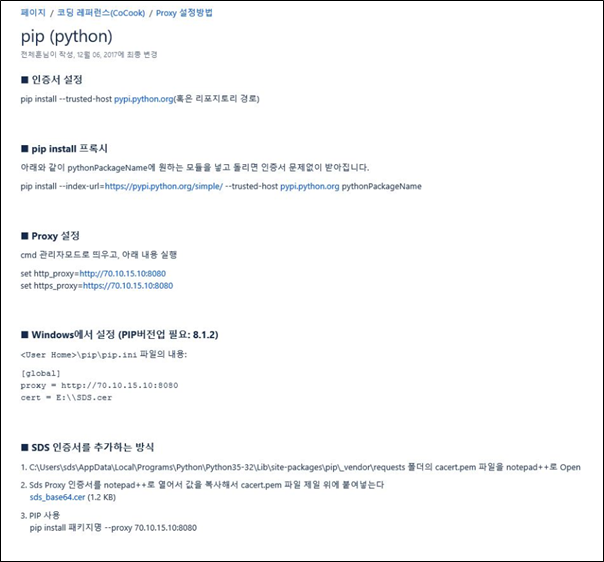 페이지 / 코딩 레퍼런스(CoCook) / Proxy 설정방법
pip (python)
전제훈님이 작성, 12월 06, 2017에 최종 변경
■ 인증서 설정
pip install --trusted-host pypi.python.org(혹은 리포지토리 경로)
■ pip install 프록시
아래와 같이 pythonPackageName에 원하는 모듈을 넣고 돌리면 인증서 문제없이 받아집니다.
pip install --index-url=https://pypi.python.org/simple/ --trusted-host pypi.python.org pythonPackageName
■ Proxy 설정
cmd 관리자모드로 띄우고, 아래 내용 실행
set http_proxy=http://70.10.15.10:8080
set https_proxy=https://70.10.15.10:8080
■ Windows에서 설정 (PIP버전업 필요: 8.1.2)
<User Home>\pip\pip.ini 파일의 내용:
[global]
proxy = http://70.10.15.10:8080
cert = E:\\SDS.cer
■ SDS 인증서를 추가하는 방식
1. C:\Users\sds\AppData\Local\Programs\Python\Python35-32\Lib\site-packages\pip\_vendor\requests 폴더의 cacert.pem 파일을 notepad++로 Open
2. Sds Proxy 인증서를 notepad++로 열어서 값을 복사해서 cacert.pem 파일 제일 위에 붙여넣는다
sds_base64.cer (1.2 KB)
3. PIP 사용
pip install 패키지명 --proxy 70.10.15.10:8080